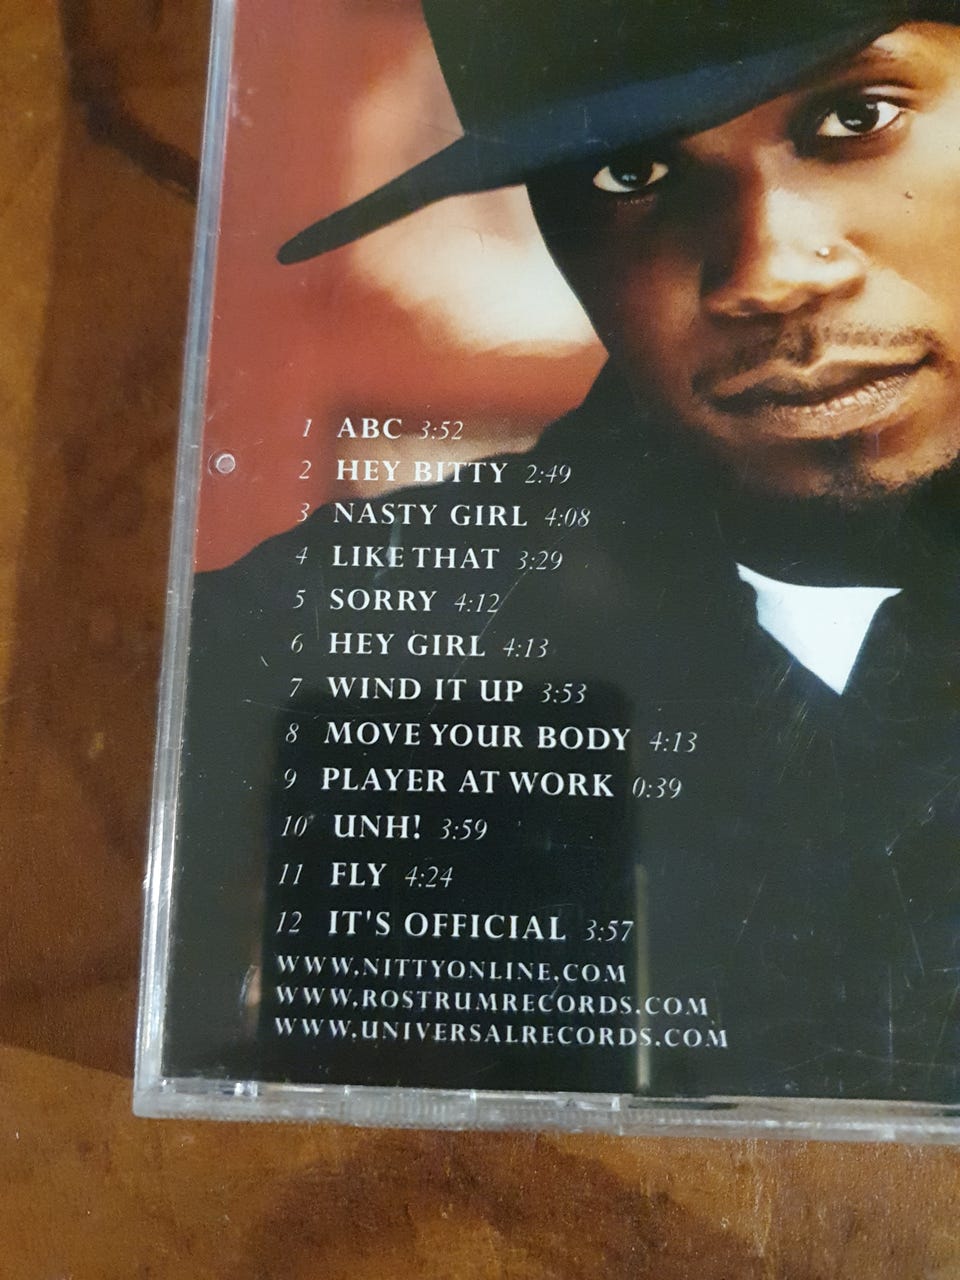 1 ABC 3:52
2 HEY BITTY 2:49
3 NASTY GIRL 4:08
4 LIKE THAT 3:29
5 SORRY 4:12
6 HEY GIRL 4:13
7 WIND IT UP 3:53
8 MOVE YOUR BODY 4:13
9 PLAYER AT WORK 0:39
10 UNH! 3:59
11 FLY 4:24
12 IT'S OFFICIAL 3:57
WWW.NITTYONLINE.COM
WWW.ROSTRUMRECORDS.COM
WWW.UNIVERSALRECORDS.COM